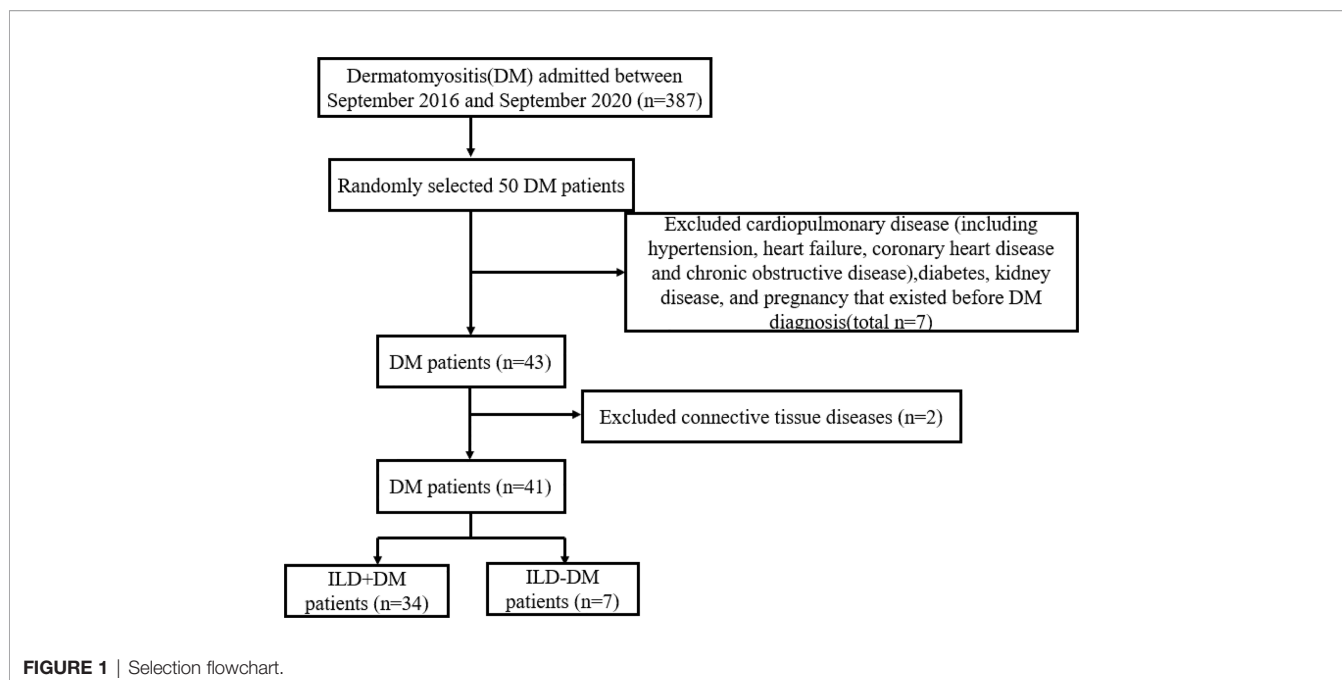 Dermatomyositis(DM) admitted between
September 2016 and September 2020 (n=387)
Randomly selected 50 DM patients
Excluded cardiopulmonary disease (including
hypertension, heart failure, coronary heart disease
and chronic obstructive disease),diabetes, kidney
disease, and pregnancy that existed before DM
diagnosis(total n=7)
DM patients (n=43)
Excluded connective tissue diseases (n=2)
DM patients (n=41)
ILD+DM
patients (n=34)
ILD-DM
patients (n=7)
FIGURE 1 | Selection flowchart.